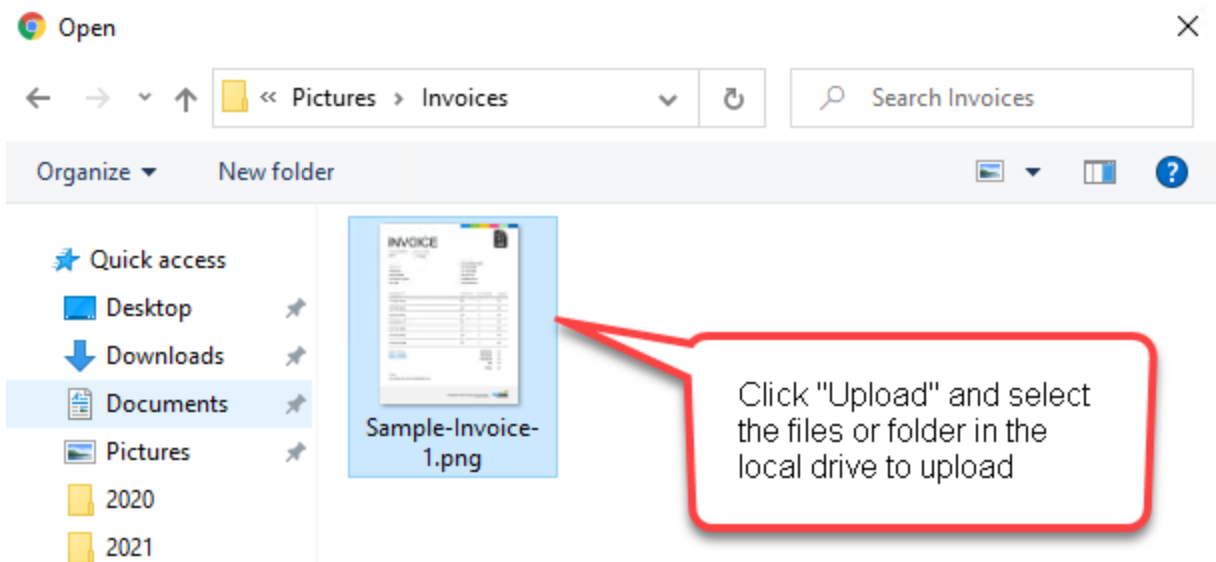 Open
« Pictures › Invoices
Search Invoices
Organize
New folder
Quick access
Desktop
Downloads
Documents
Pictures
2020
2021
INVOICE
Sample-Invoice-
1.png
Click "Upload" and select
the files or folder in the
local drive to upload